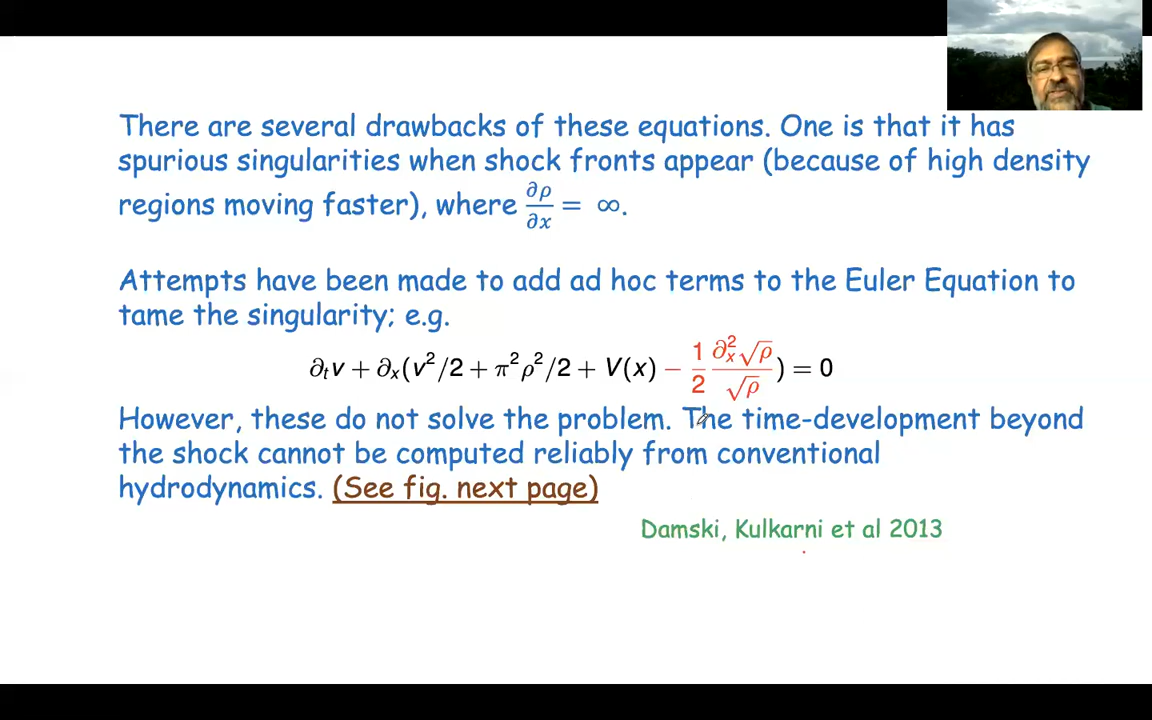 There are several drawbacks of these equations. One is that it has
spurious singularities when shock fronts appear (because of high density
regions moving faster), where ∂ρ/∂x = ∞.
Attempts have been made to add ad hoc terms to the Euler Equation to
tame the singularity; e.g.
∂ₜv + ∂ₓ(v²/2 + π²ρ²/2 + V(x) − 1/2 ∂ₓ²√ρ/√ρ) = 0
However, these do not solve the problem. The time-development beyond
the shock cannot be computed reliably from conventional
hydrodynamics. (See fig. next page)
Damski, Kulkarni et al 2013